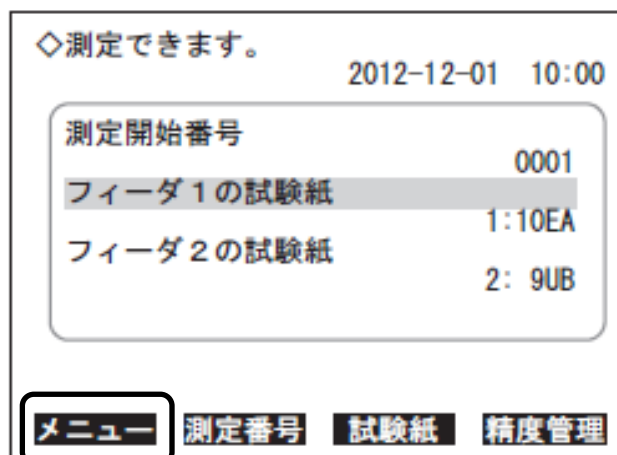 ◇測定できます。
2012-12-01 10:00
測定開始番号
0001
フィーダ1の試験紙
1:10EA
フィーダ2の試験紙
2: 9UB
メニュー 測定番号 試験紙 精度管理